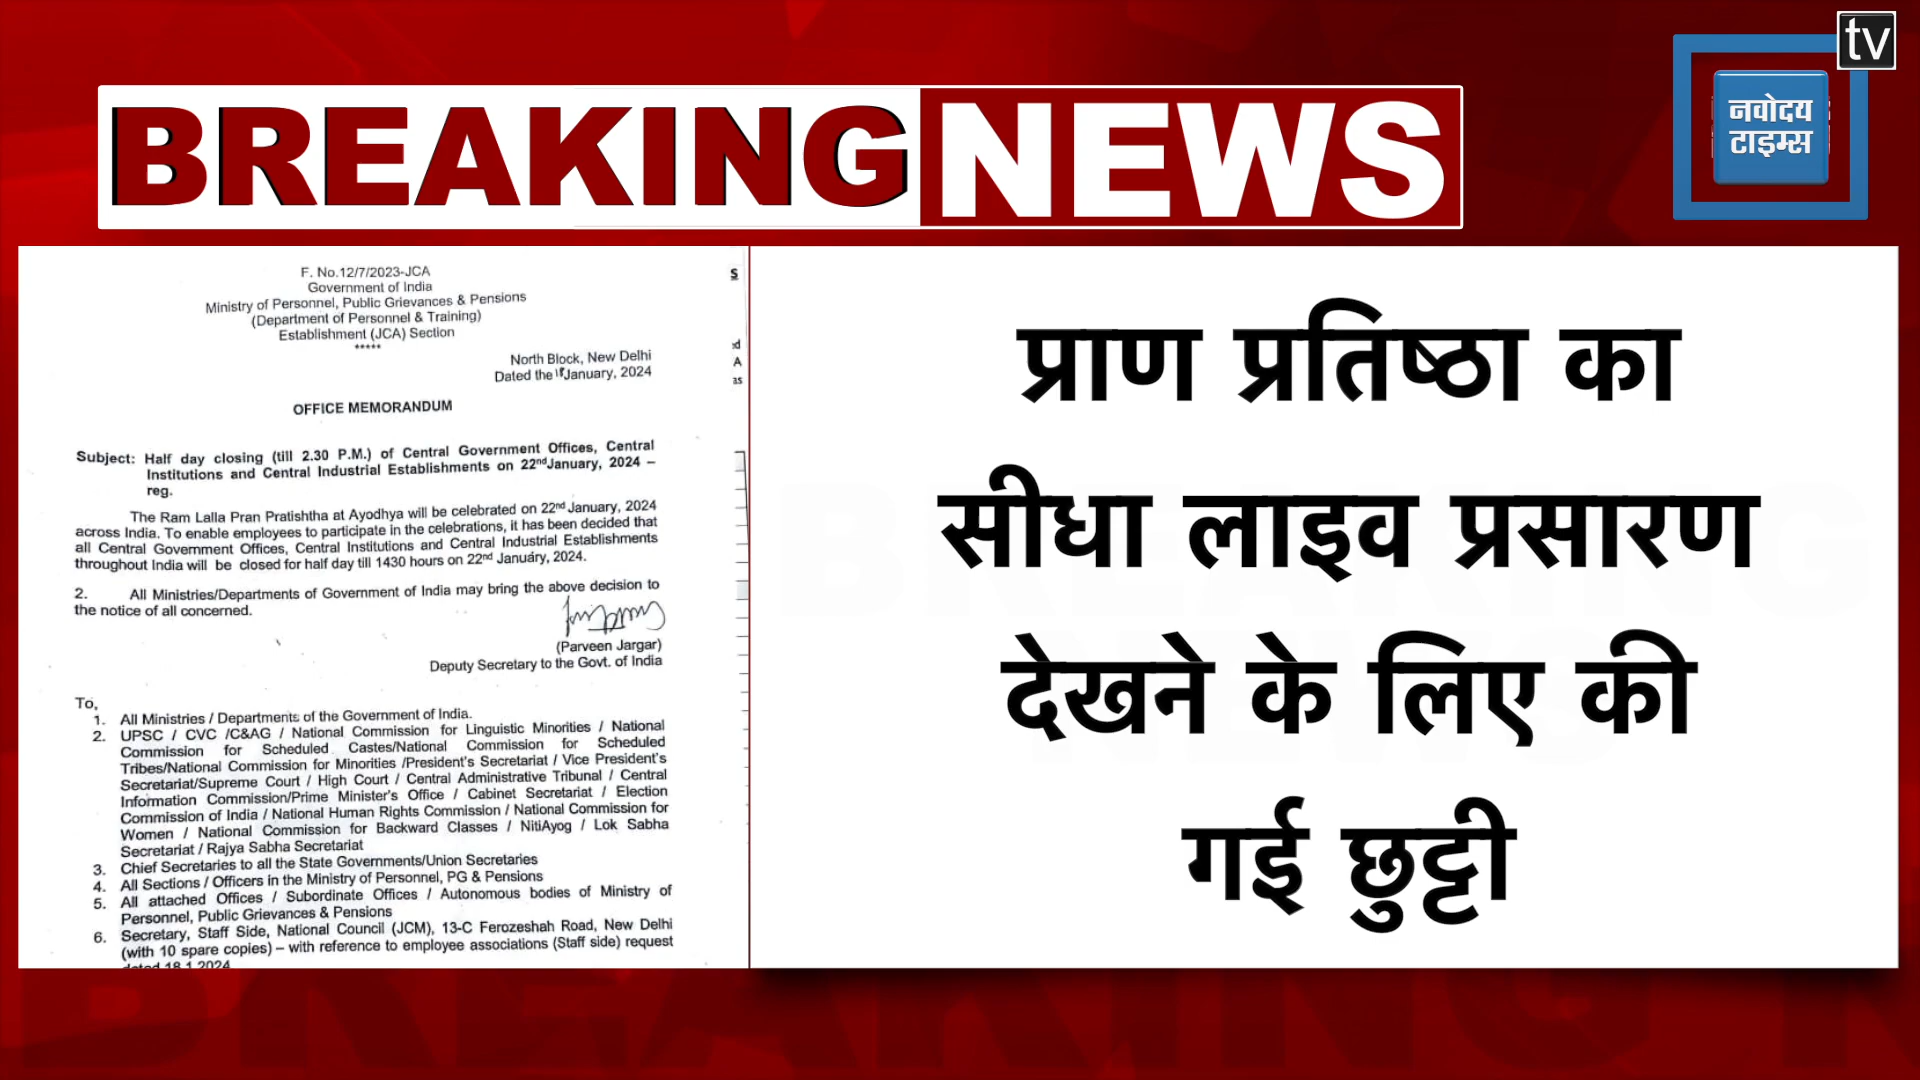 tv
नवोदय
टाइम्स
BREAKING NEWS
F. No.12/7/2023-JCA
Government of India
Ministry of Personnel, Public Grievances & Pensions
(Department of Personnel & Training)
Establishment (JCA) Section
*****
North Block, New Delhi
Dated the 18 January, 2024
OFFICE MEMORANDUM
Subject: Half day closing (till 2.30 P.M.) of Central Government Offices, Central
Institutions and Central Industrial Establishments on 22nd January, 2024 –
reg.
The Ram Lalla Pran Pratishtha at Ayodhya will be celebrated on 22nd January, 2024
across India. To enable employees to participate in the celebrations, it has been decided that
all Central Government Offices, Central Institutions and Central Industrial Establishments
throughout India will be closed for half day till 1430 hours on 22nd January, 2024.
2. All Ministries/Departments of Government of India may bring the above decision to
the notice of all concerned.
(Parveen Jargar)
Deputy Secretary to the Govt. of India
To,
1. All Ministries / Departments of the Government of India.
2. UPSC / CVC /C&AG / National Commission for Linguistic Minorities / National
Commission for Scheduled Castes/National Commission for Scheduled
Tribes/National Commission for Minorities /President's Secretariat / Vice President's
Secretariat/Supreme Court / High Court / Central Administrative Tribunal / Central
Information Commission/Prime Minister's Office / Cabinet Secretariat / Election
Commission of India / National Human Rights Commission / National Commission for
Women / National Commission for Backward Classes / NitiAyog / Lok Sabha
Secretariat / Rajya Sabha Secretariat
3. Chief Secretaries to all the State Governments/Union Secretaries
4. All Sections / Officers in the Ministry of Personnel, PG & Pensions
5. All attached Offices / Subordinate Offices / Autonomous bodies of Ministry of
Personnel, Public Grievances & Pensions
6. Secretary, Staff Side, National Council (JCM), 13-C Ferozeshah Road, New Delhi
(with 10 spare copies) – with reference to employee associations (Staff side) request
dated 18.1.2024
प्राण प्रतिष्ठा का
सीधा लाइव प्रसारण
देखने के लिए की
गई छुट्टी